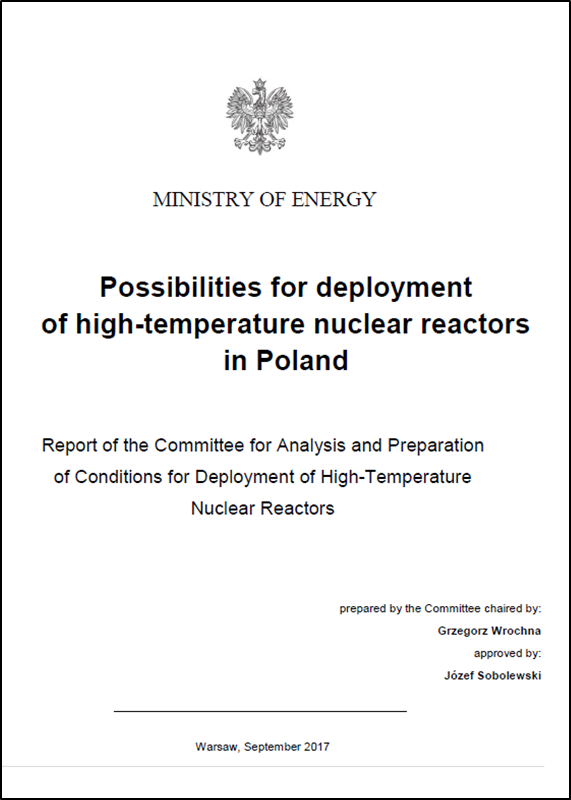 MINISTRY OF ENERGY
Possibilities for deployment
of high-temperature nuclear reactors
in Poland
Report of the Committee for Analysis and Preparation
of Conditions for Deployment of High-Temperature
Nuclear Reactors
prepared by the Committee chaired by:
Grzegorz Wrochna
approved by:
Józef Sobolewski
Warsaw, September 2017